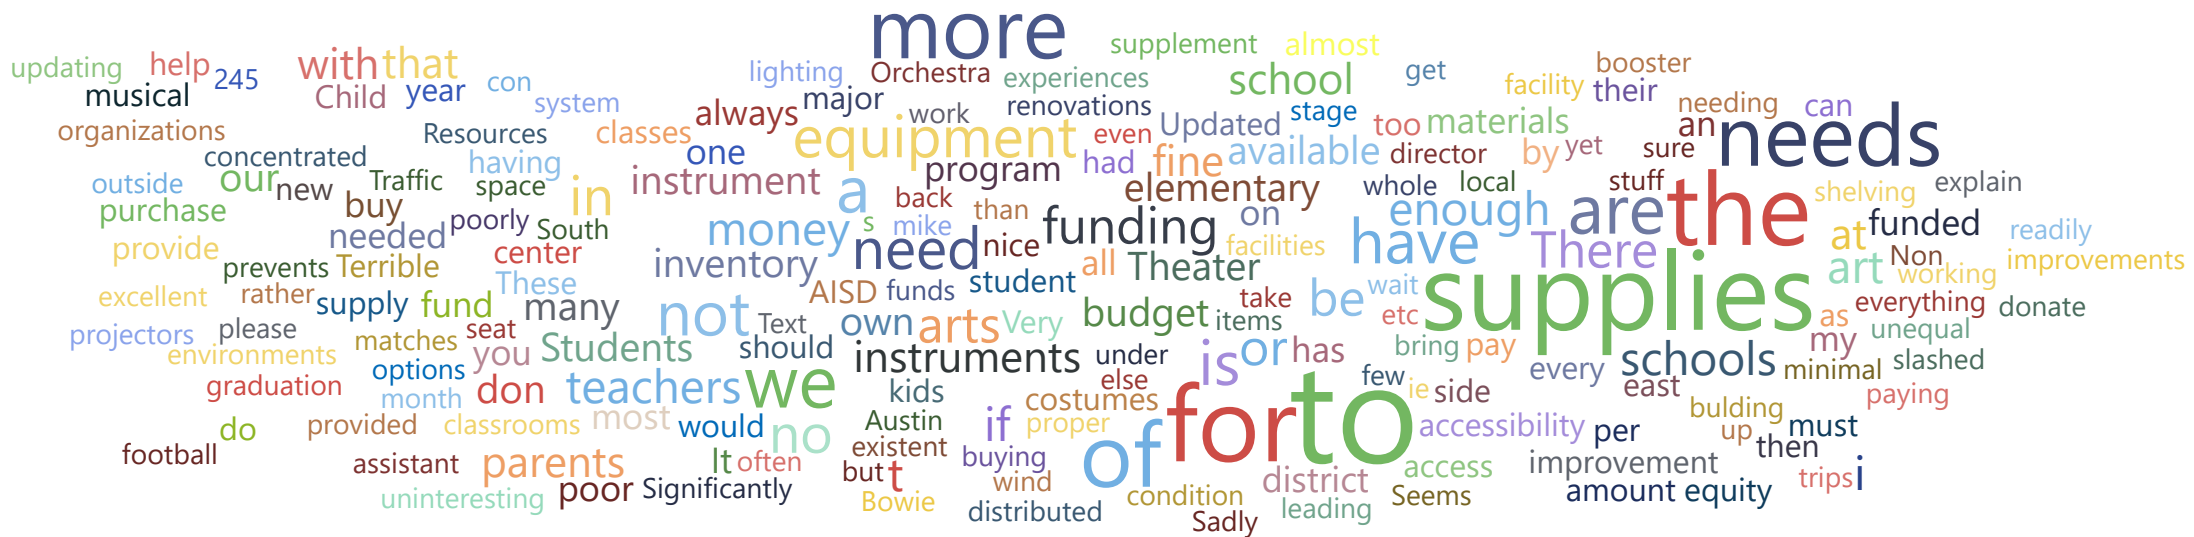 more
supplement almost
updating help 245 with that con lighting Orchestra experiences school get booster
musical Child year system major renovations stage facility their needing can
organizations Resources classes always work equipment even Updated too materials an needs
concentrated having one program had fine available director by yet sure
outside our new Traffic space in instrument a back elementary whole local stuff the shelving explain
purchase buy poorly South money s mike than funding on have enough are at funded readily
provide needed center inventory need nice facilities There art Non working improvements
prevents Terrible These AISD funds student all Theater wait supplies everything donate
excellent rather supply fund many not Text own arts Very budget take items be etc as unequal
projectors please matches seat Students should instruments under is or has bring pay my slashed
environments options you teachers we kids else few ie side every schools minimal
graduation month don costumes for to east paying
do provided classrooms most would no Austin if proper of accessibility per bulding up must
football assistant parents It often existent but t buying improvement then
uninteresting poor Significantly wind condition district access Seems amount equity trips i
Bowie distributed Sadly leading